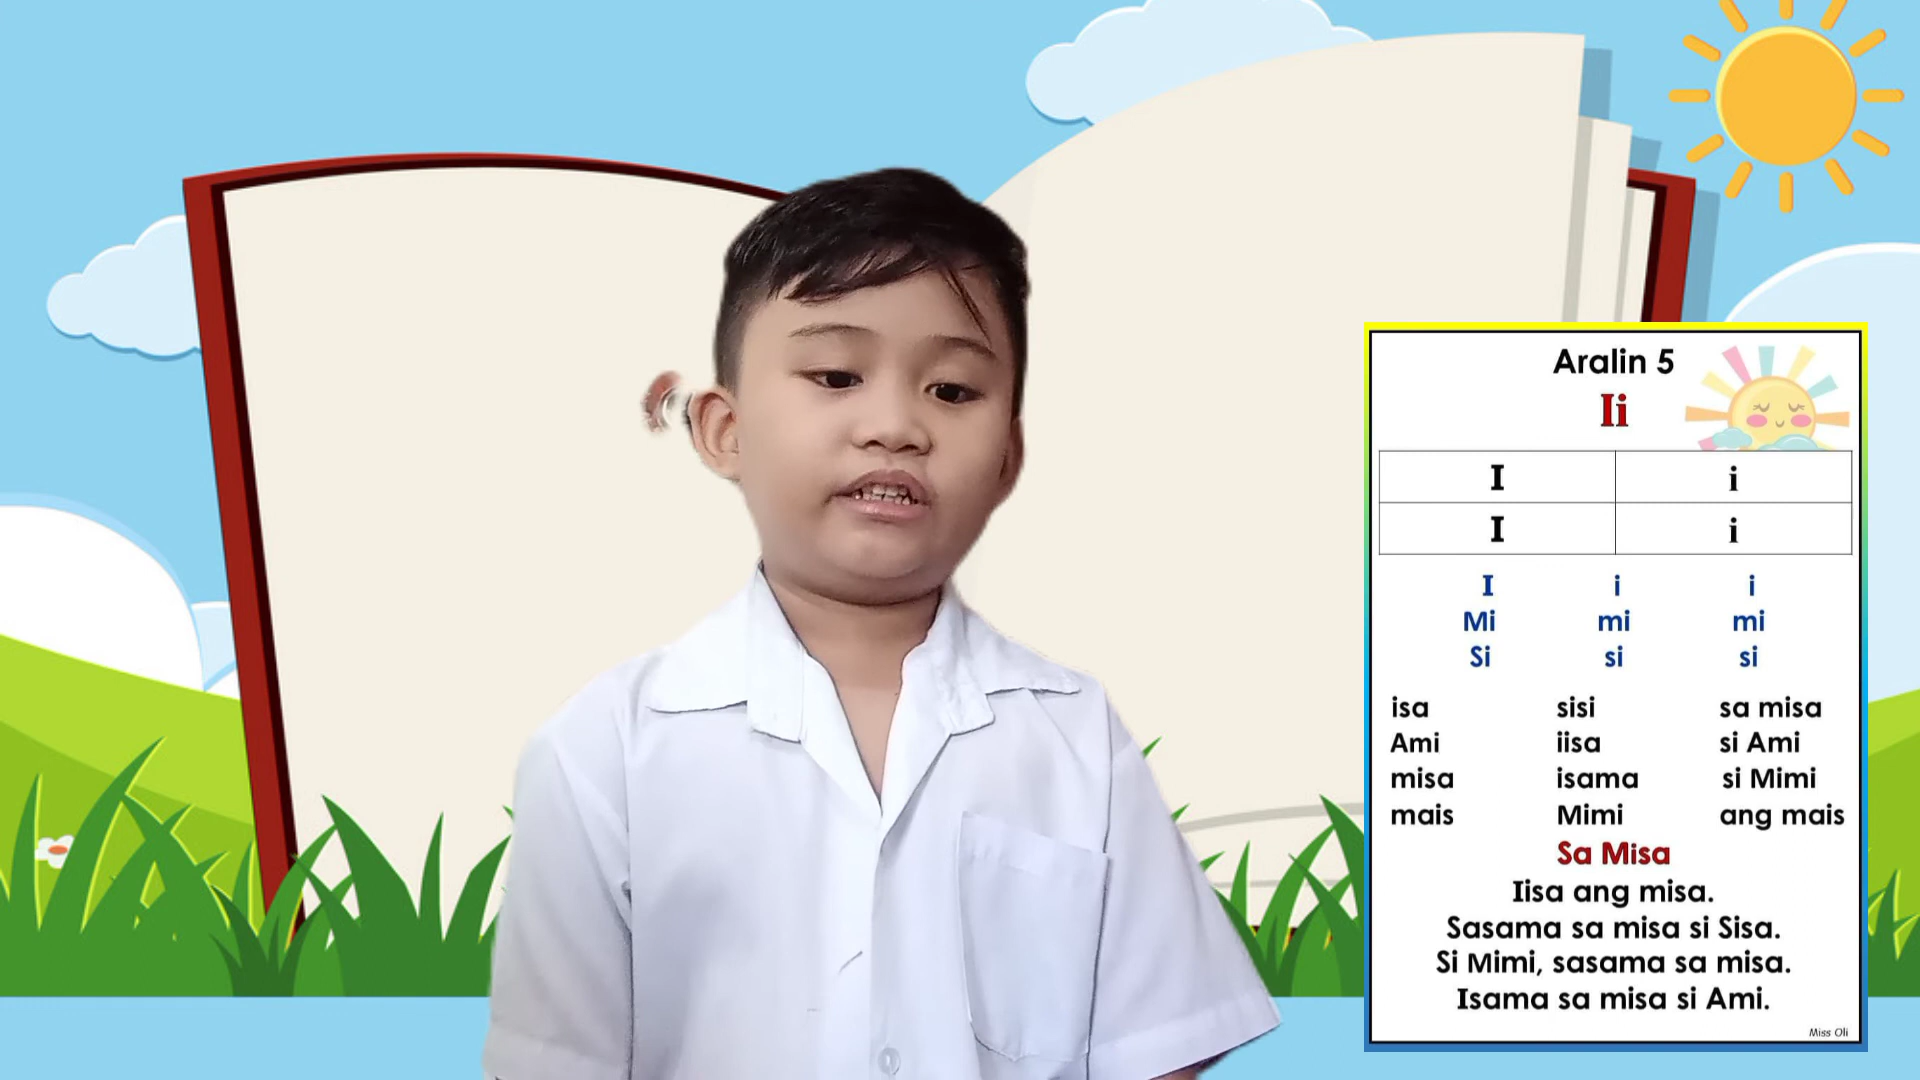 Aralin 5
Ii
I i
I i
I i i
Mi mi mi
Si si si
isa sisi sa misa
Ami iisa si Ami
misa isama si Mimi
mais Mimi ang mais
Sa Misa
Iisa ang misa.
Sasama sa misa si Sisa.
Si Mimi, sasama sa misa.
Isama sa misa si Ami.
Miss Oli